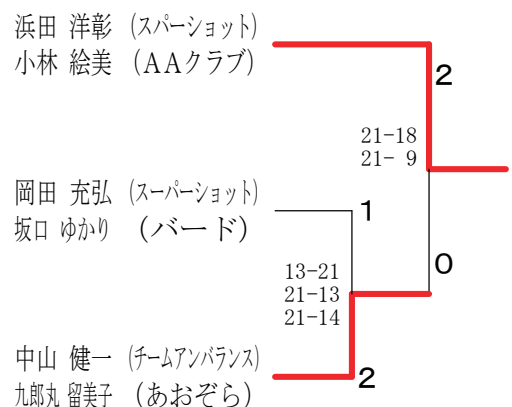 浜田 洋彰 (スパーショット)
小林 絵美 (AAクラブ)
2
21-18
21- 9
岡田 充弘 (スーパーショット)
坂口 ゆかり (バード)
1
0
13-21
21-13
21-14
中山 健一 (チームアンバランス)
九郎丸 留美子 (あおぞら)
2